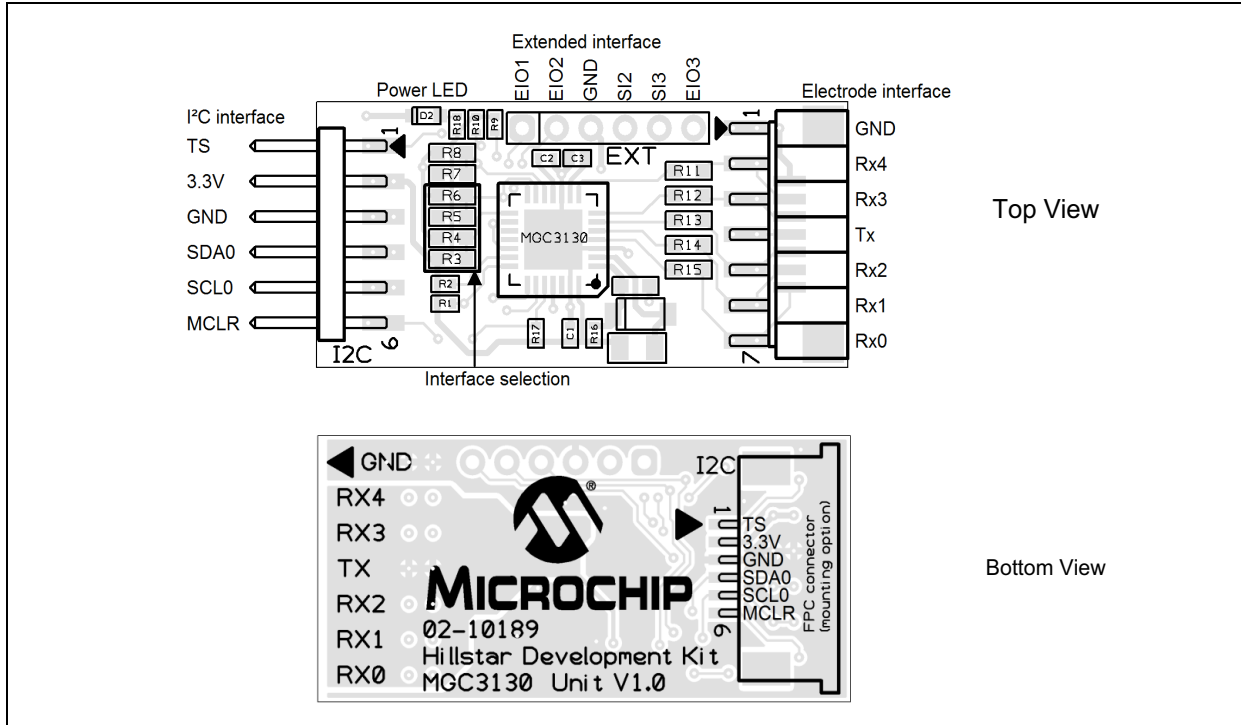 Extended interface
EIO1
EIO2
GND
SI2
SI3
EIO3
Power LED
Electrode interface
I²C interface
TS
3.3V
GND
SDA0
SCL0
MCLR
1
6
I2C
D2
R18
R10
R9
R8
R7
R6
R5
R4
R3
R2
R1
C2
C3
EXT
MGC3130
R11
R12
R13
R14
R15
R17
C1
R16
1
7
GND
Rx4
Rx3
Tx
Rx2
Rx1
Rx0
Interface selection
Top View
GND
RX4
RX3
TX
RX2
RX1
RX0
®
MICROCHIP
02-10189
Hillstar Development Kit
MGC3130 Unit V1.0
I2C
1
TS
3.3V
GND
SDA0
SCL0
MCLR
6
FPC connector
(mounting option)
Bottom View